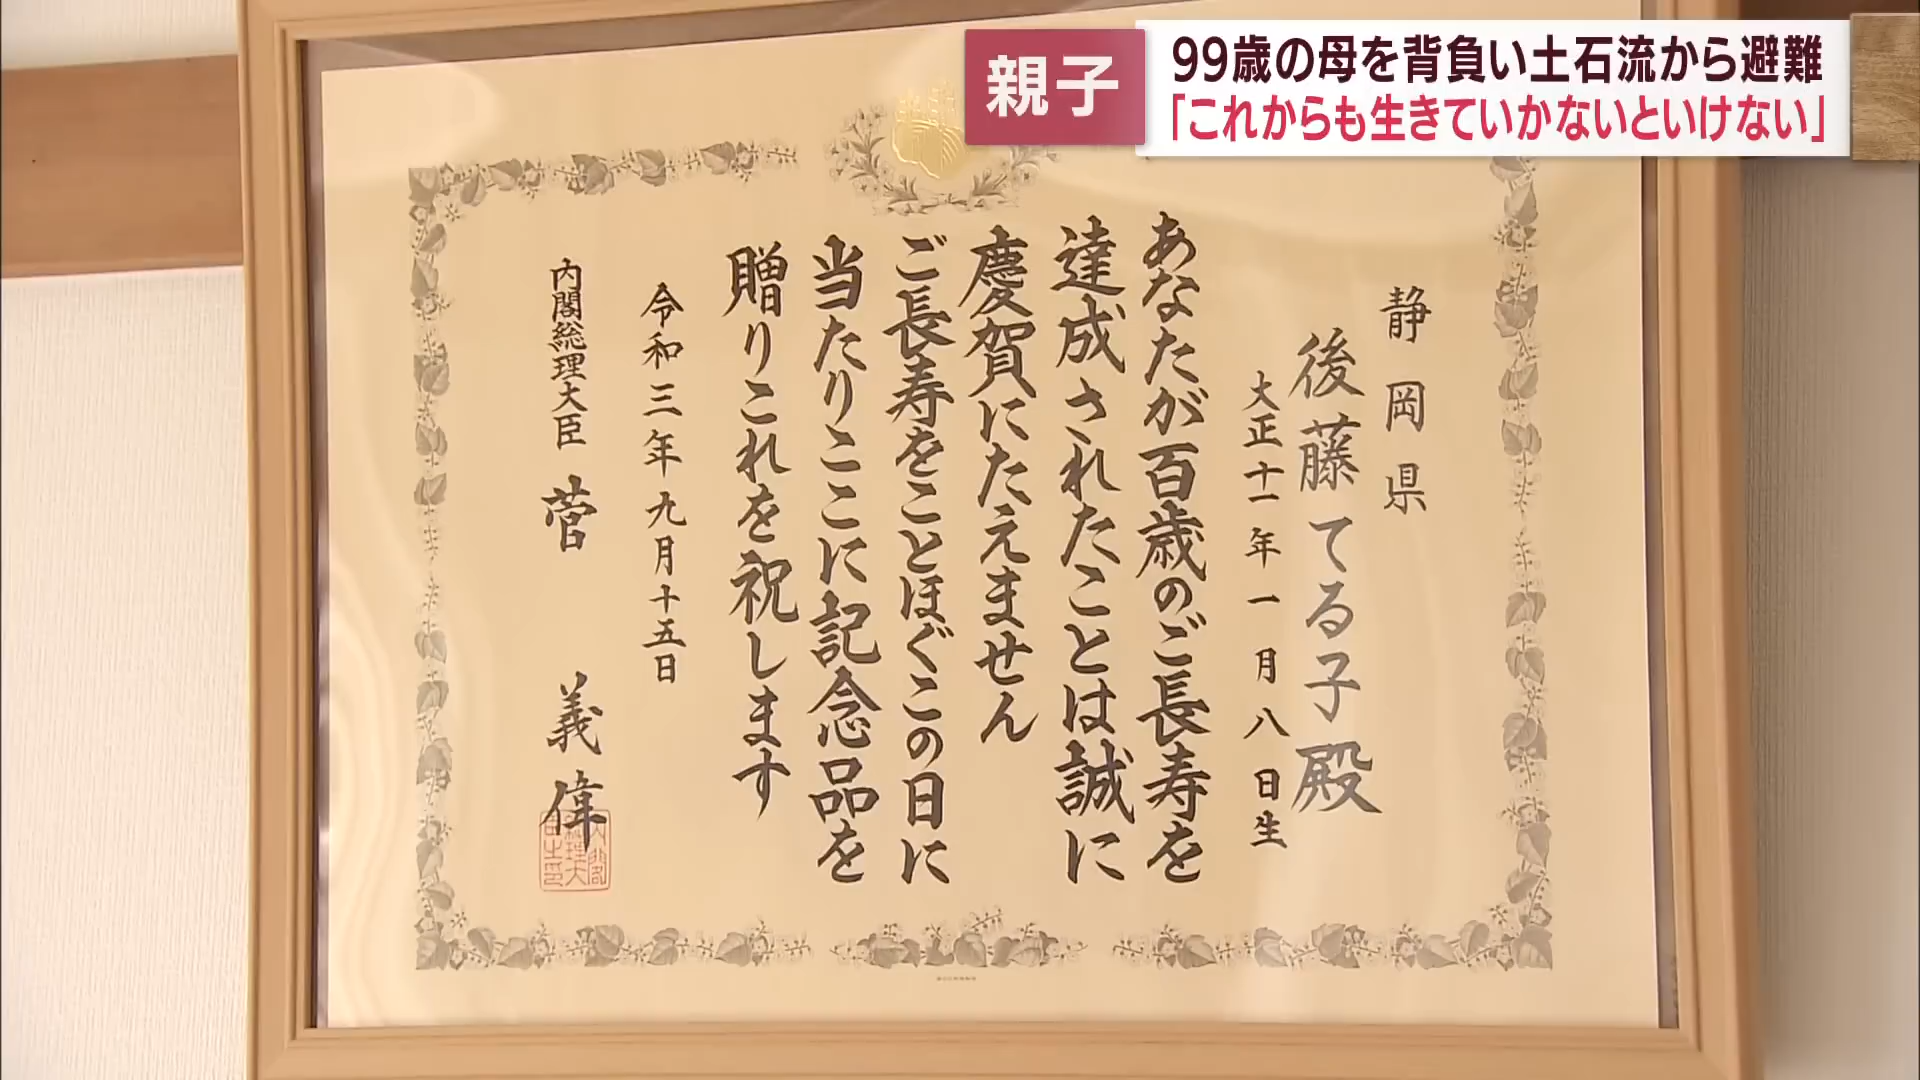 親子
99歳の母を背負い土石流から避難
「これからも生きていかないといけない」
静岡県
後藤てる子殿
大正十一年一月八日生
あなたが百歳のご長寿を
達成されたことは誠に
慶賀にたえません
ご長寿をことほぐこの日に
当たりここに記念品を
贈りこれを祝します
令和三年九月十五日
内閣総理大臣 菅 義偉